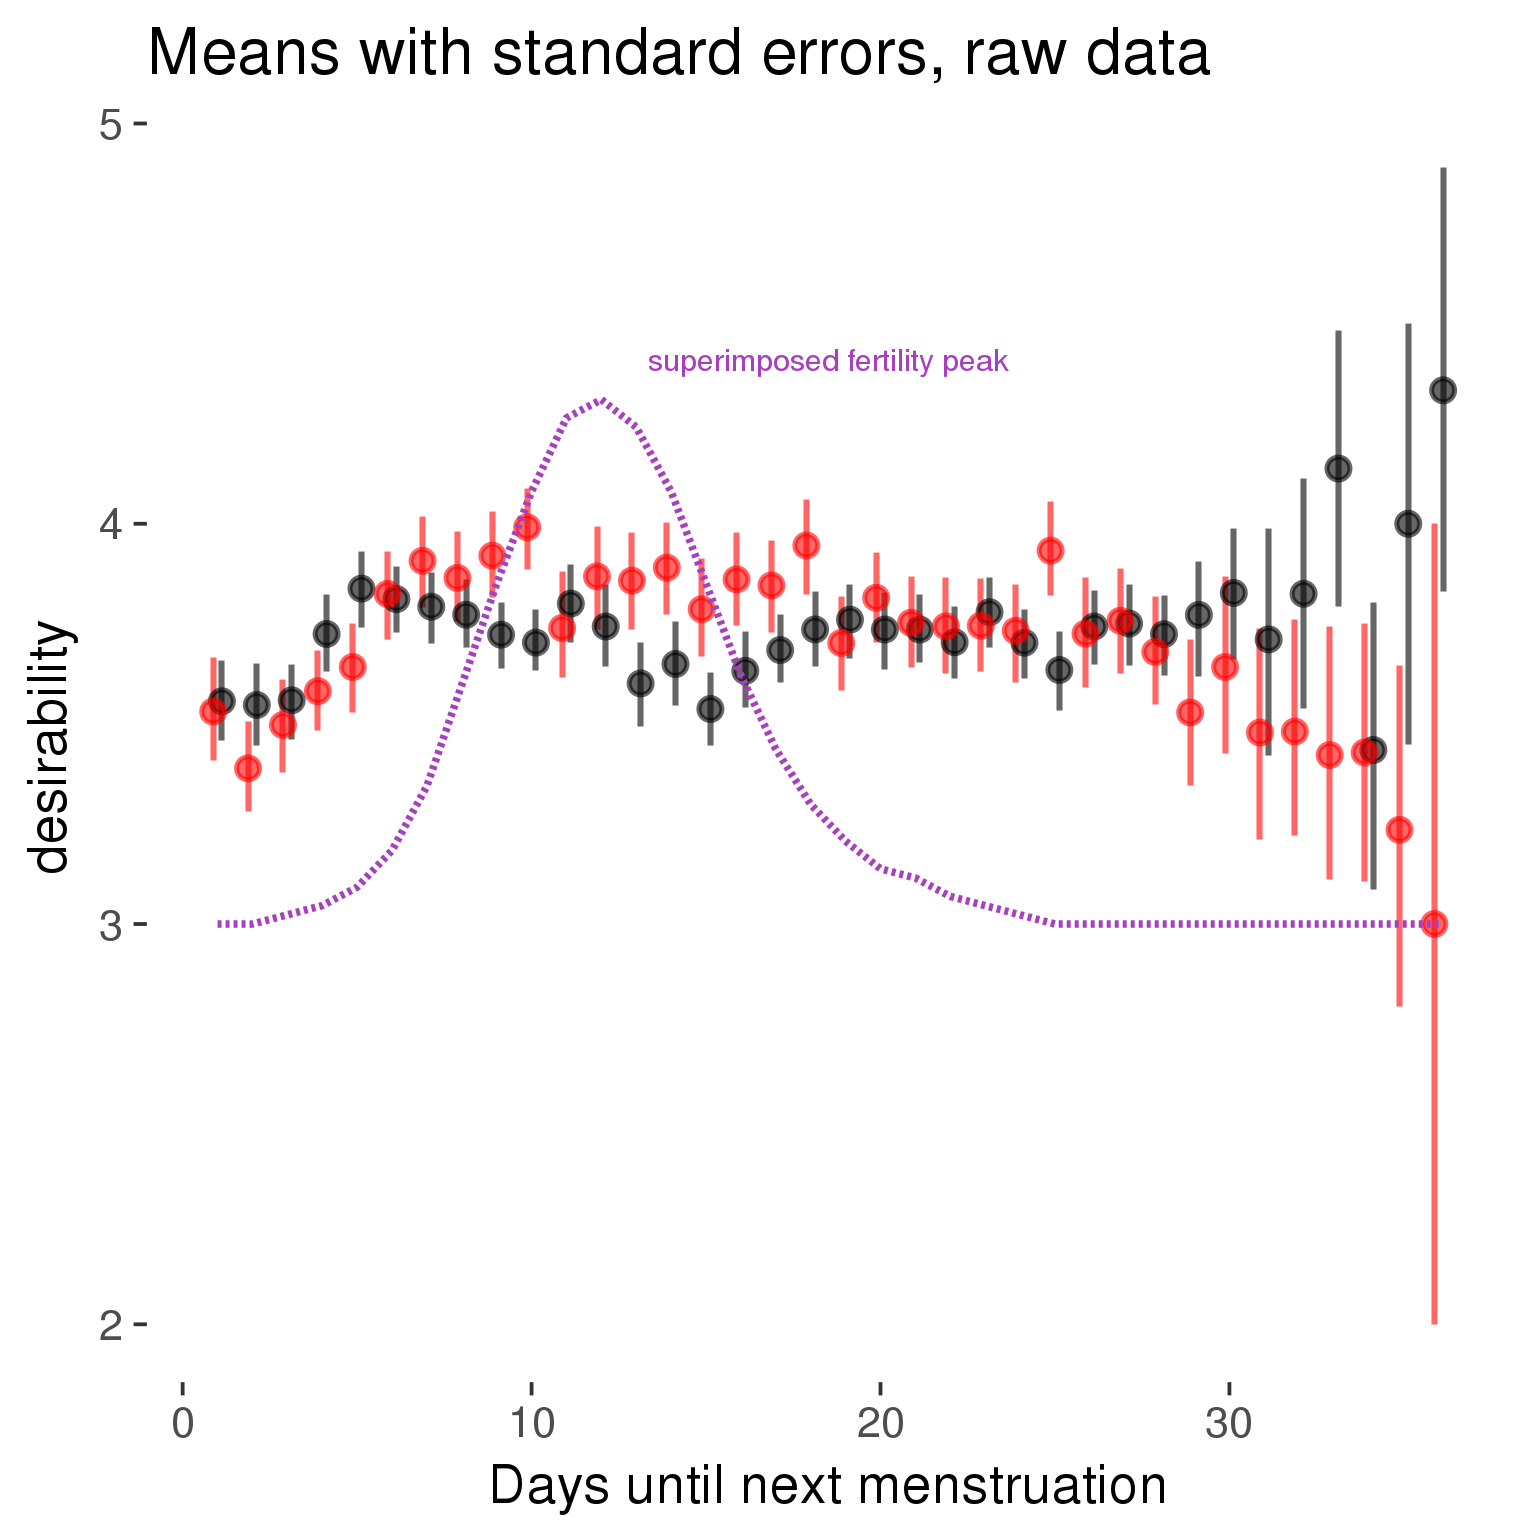 Means with standard errors, raw data
5
superimposed fertility peak
4
desirability
3
2
0 10 20 30
Days until next menstruation